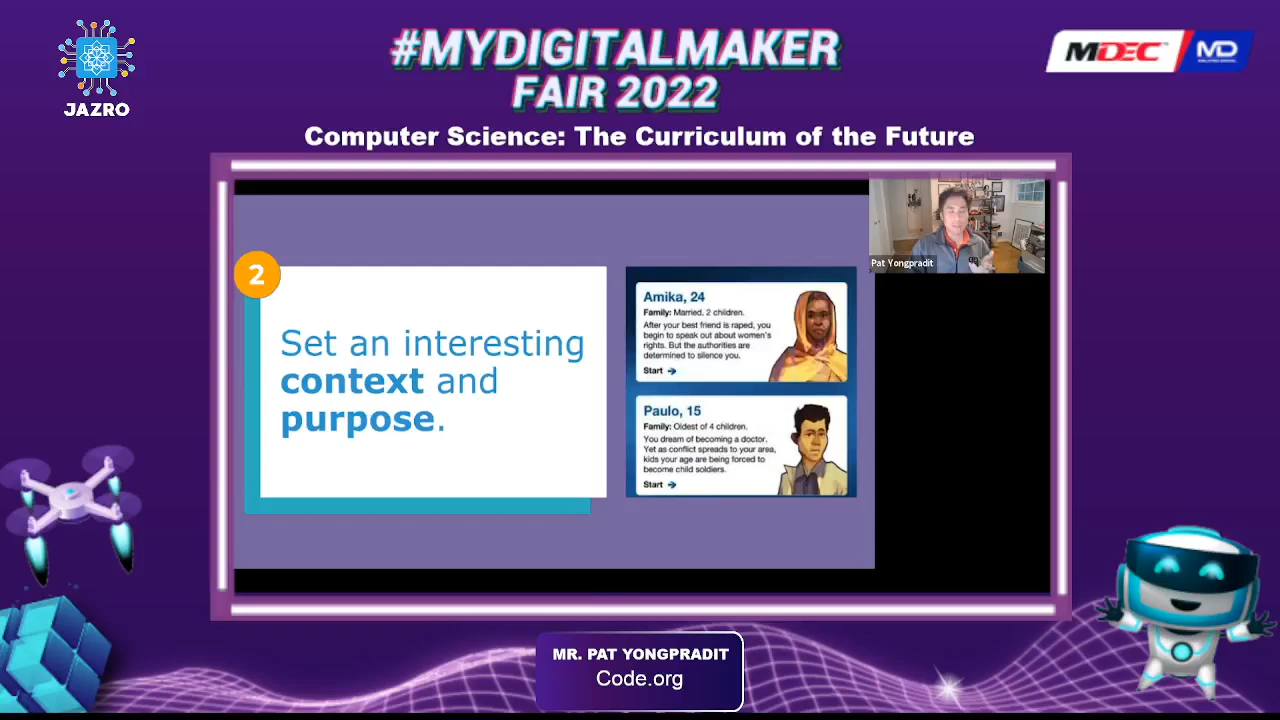 JAZRO
#MYDIGITALMAKER
FAIR 2022
MDEC
MD
Computer Science: The Curriculum of the Future
2
Set an interesting
context and
purpose.
Amika, 24
Family: Married, 2 children.
After your best friend is raped, you
begin to speak out about women's
rights. But the authorities are
determined to silence you.
Start →
Paulo, 15
Family: Oldest of 4 children.
You dream of becoming a doctor.
Yet as conflict spreads to your area,
kids your age are being forced to
become child soldiers.
Start →
Pat Yongpradit
MR. PAT YONGPRADIT
Code.org